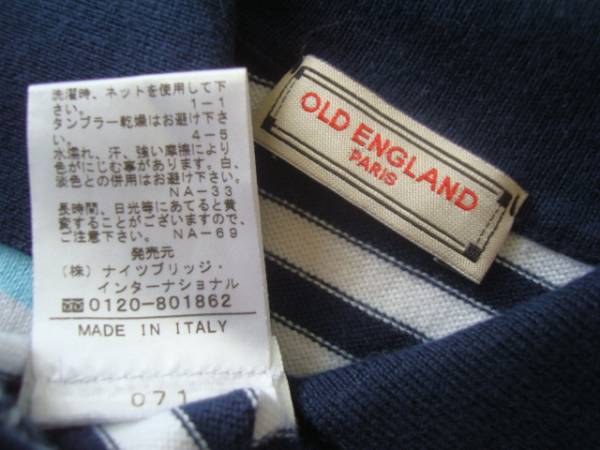 洗濯時、ネットを使用して下
さい。 1-1
タンブラー乾燥はお避け下さ
い。 4-5
水濡れ、汗、強い摩擦により
色がにじむ事があります。白、
淡色との併用はお避け下さい。
NA-33
長時間、日光等にあてると黄
変することがございますので、
ご注意下さい。 NA-69
発売元
(株) ナイツブリッジ・
インターナショナル
0120-801862
MADE IN ITALY
071
OLD ENGLAND
PARIS